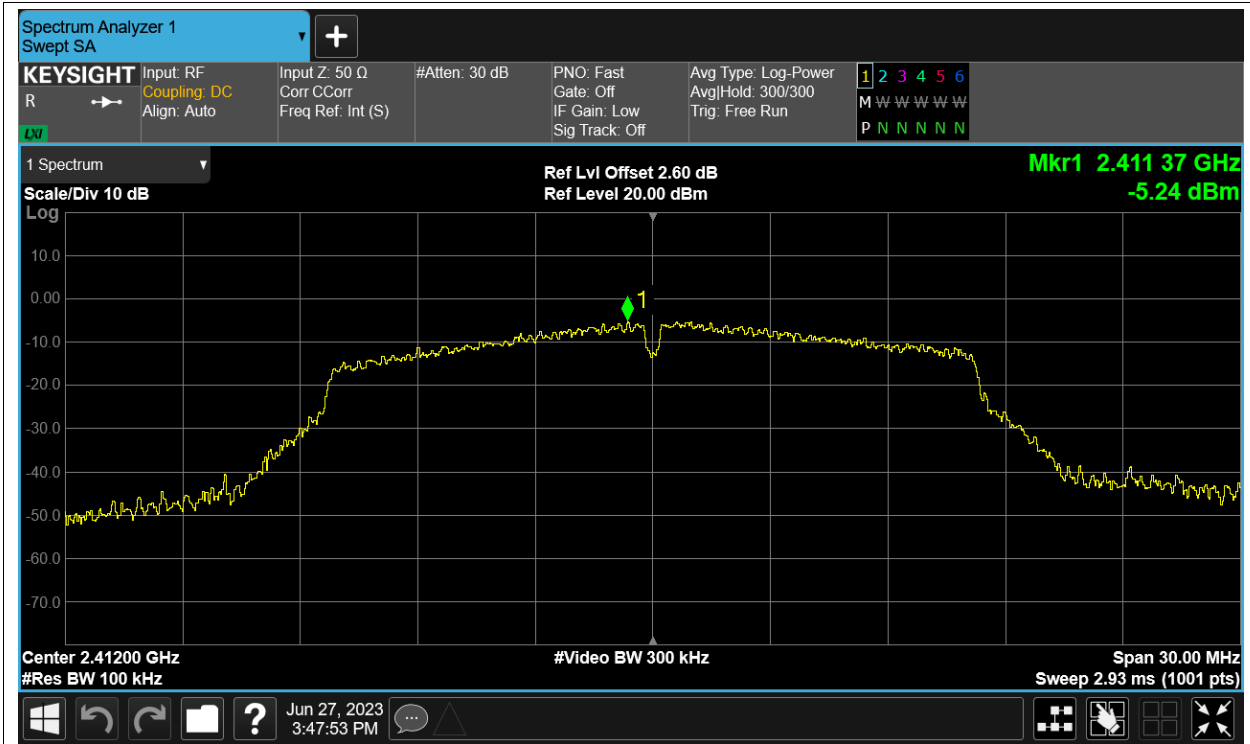 Spectrum Analyzer 1
Swept SA
+
KEYSIGHT
R
LXI
Input: RF
Coupling: DC
Align: Auto
Input Z: 50 Ω
Corr CCorr
Freq Ref: Int (S)
#Atten: 30 dB
PNO: Fast
Gate: Off
IF Gain: Low
Sig Track: Off
Avg Type: Log-Power
Avg|Hold: 300/300
Trig: Free Run
1 2 3 4 5 6
M W W W W W
P N N N N N
1 Spectrum
Scale/Div 10 dB
Ref Lvl Offset 2.60 dB
Ref Level 20.00 dBm
Mkr1 2.411 37 GHz
-5.24 dBm
Log
10.0
0.00
1
-10.0
-20.0
-30.0
-40.0
-50.0
-60.0
-70.0
Center 2.41200 GHz
#Video BW 300 kHz
Span 30.00 MHz
#Res BW 100 kHz
Sweep 2.93 ms (1001 pts)
?
Jun 27, 2023
3:47:53 PM